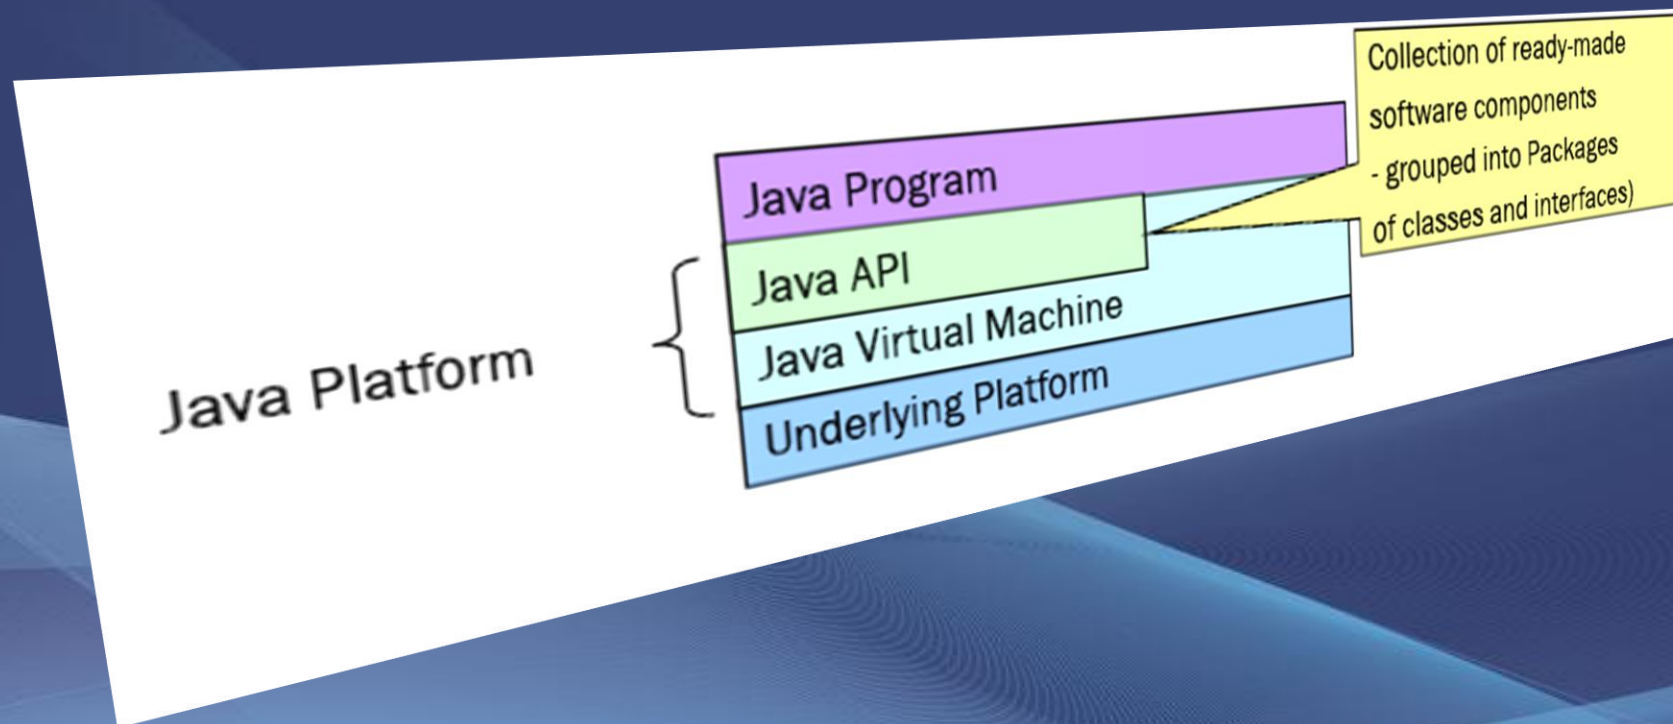 Java Program
Java API
Java Virtual Machine
Underlying Platform
Java Platform
Collection of ready-made
software components
- grouped into Packages
of classes and interfaces)